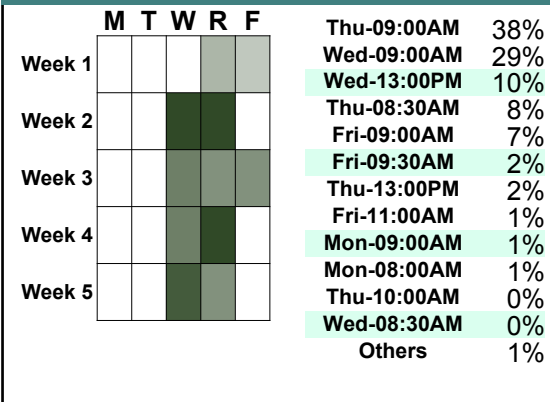 M T W R F
Week 1
Week 2
Week 3
Week 4
Week 5
Thu-09:00AM 38%
Wed-09:00AM 29%
Wed-13:00PM 10%
Thu-08:30AM 8%
Fri-09:00AM 7%
Fri-09:30AM 2%
Thu-13:00PM 2%
Fri-11:00AM 1%
Mon-09:00AM 1%
Mon-08:00AM 1%
Thu-10:00AM 0%
Wed-08:30AM 0%
Others 1%